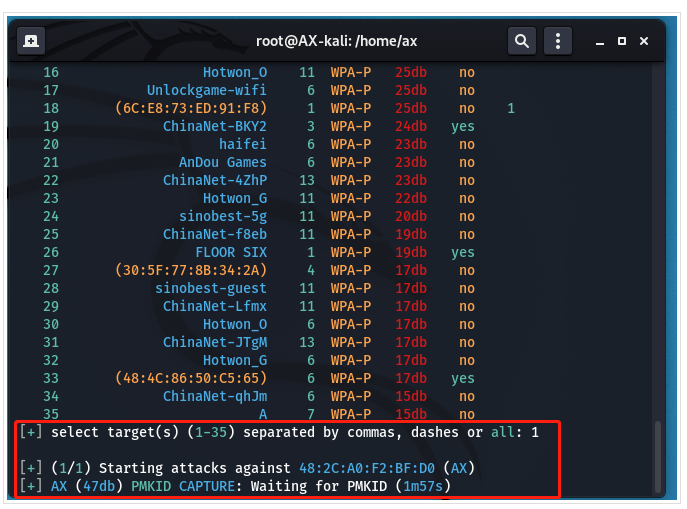 root@AX-kali: /home/ax
16 Hotwon_O 11 WPA-P 25db no
17 Unlockgame-wifi 6 WPA-P 25db no
18 (6C:E8:73:ED:91:F8) 1 WPA-P 25db no 1
19 ChinaNet-BKY2 3 WPA-P 24db yes
20 haifei 6 WPA-P 23db no
21 AnDou Games 6 WPA-P 23db no
22 ChinaNet-4ZhP 13 WPA-P 23db no
23 Hotwon_G 11 WPA-P 22db no
24 sinobest-5g 11 WPA-P 20db no
25 ChinaNet-f8eb 11 WPA-P 19db no
26 FLOOR SIX 1 WPA-P 19db yes
27 (30:5F:77:8B:34:2A) 4 WPA-P 17db no
28 sinobest-guest 11 WPA-P 17db no
29 ChinaNet-Lfmx 11 WPA-P 17db no
30 Hotwon_O 6 WPA-P 17db no
31 ChinaNet-JTgM 13 WPA-P 17db no
32 Hotwon_G 6 WPA-P 17db no
33 (48:4C:86:50:C5:65) 6 WPA-P 17db yes
34 ChinaNet-qhJm 6 WPA-P 15db no
35 A 7 WPA-P 15db no
[+] select target(s) (1-35) separated by commas, dashes or all: 1
[+] (1/1) Starting attacks against 48:2C:A0:F2:BF:D0 (AX)
[+] AX (47db) PMKID CAPTURE: Waiting for PMKID (1m57s)